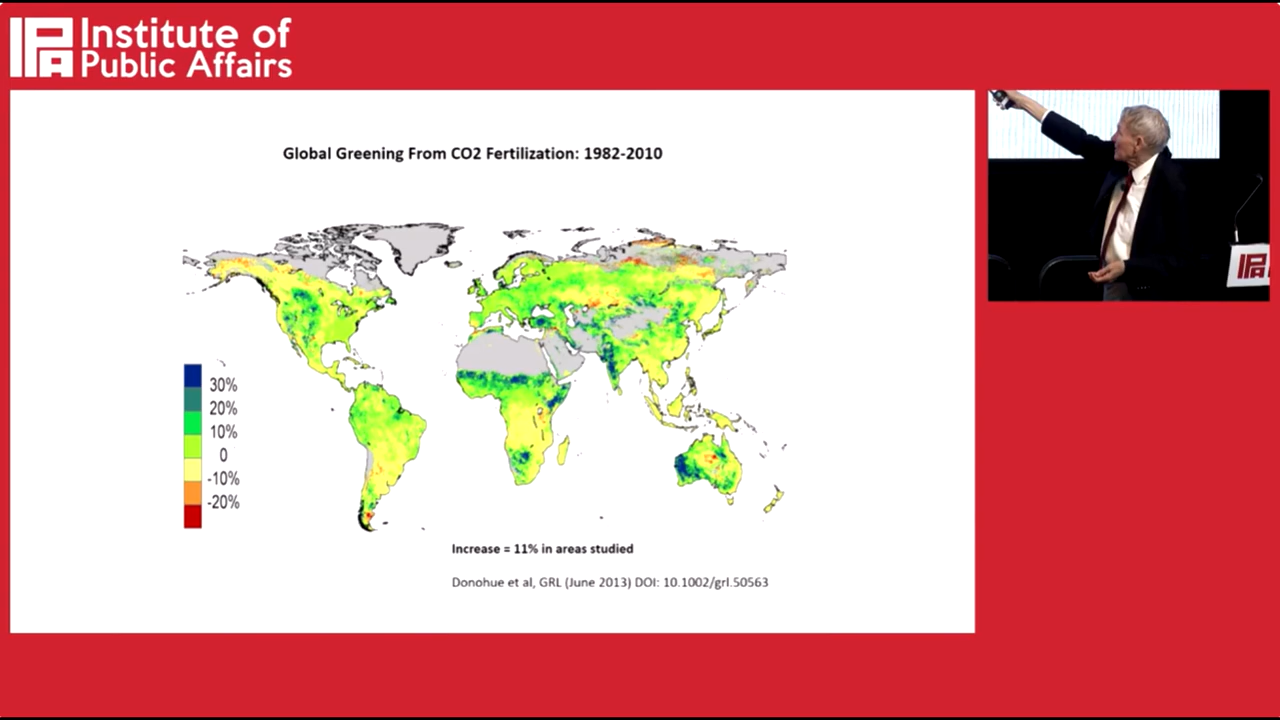 Institute of
Public Affairs
Global Greening From CO2 Fertilization: 1982-2010
30%
20%
10%
0
-10%
-20%
Increase = 11% in areas studied
Donohue et al, GRL (June 2013) DOI: 10.1002/grl.50563
IPA